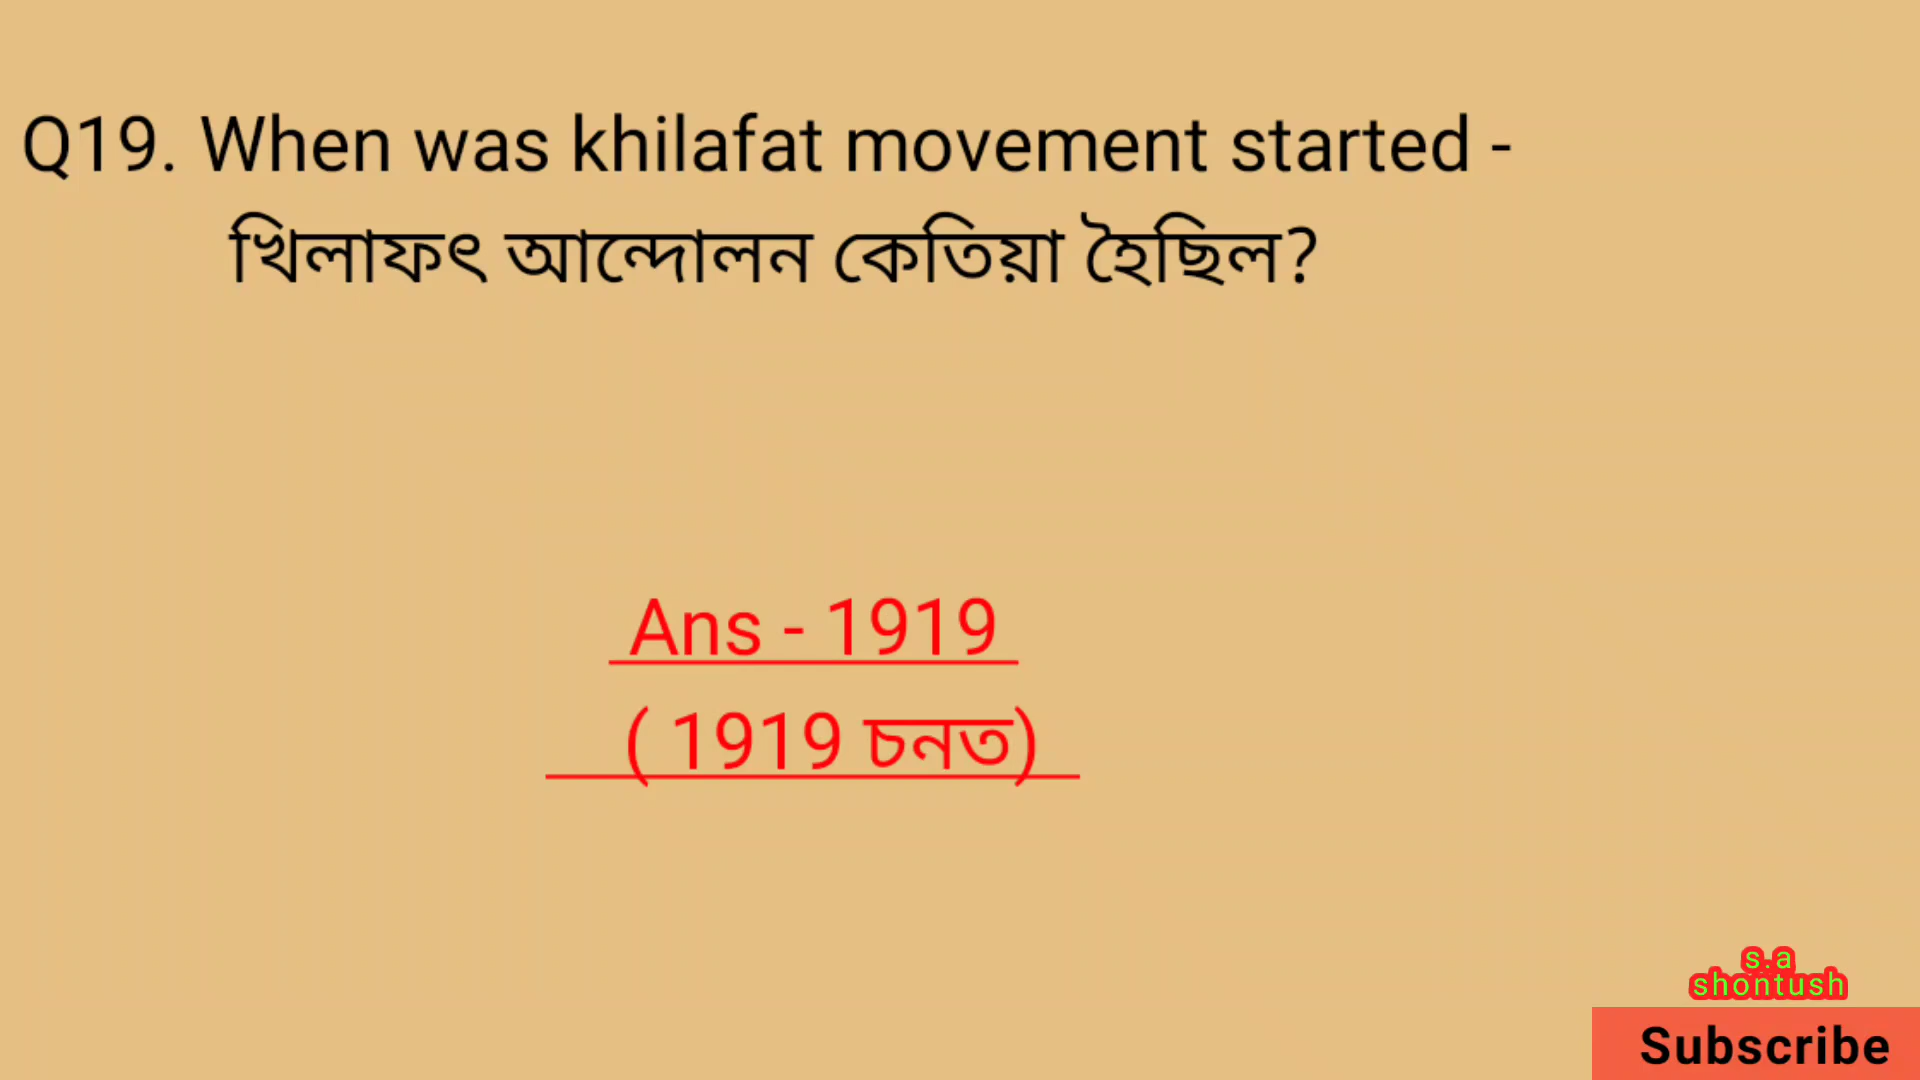 Q19. When was khilafat movement started -
খিলাফৎ আন্দোলন কেতিয়া হৈছিল?
Ans - 1919
( 1919 চনত)
s.a
shontush
Subscribe